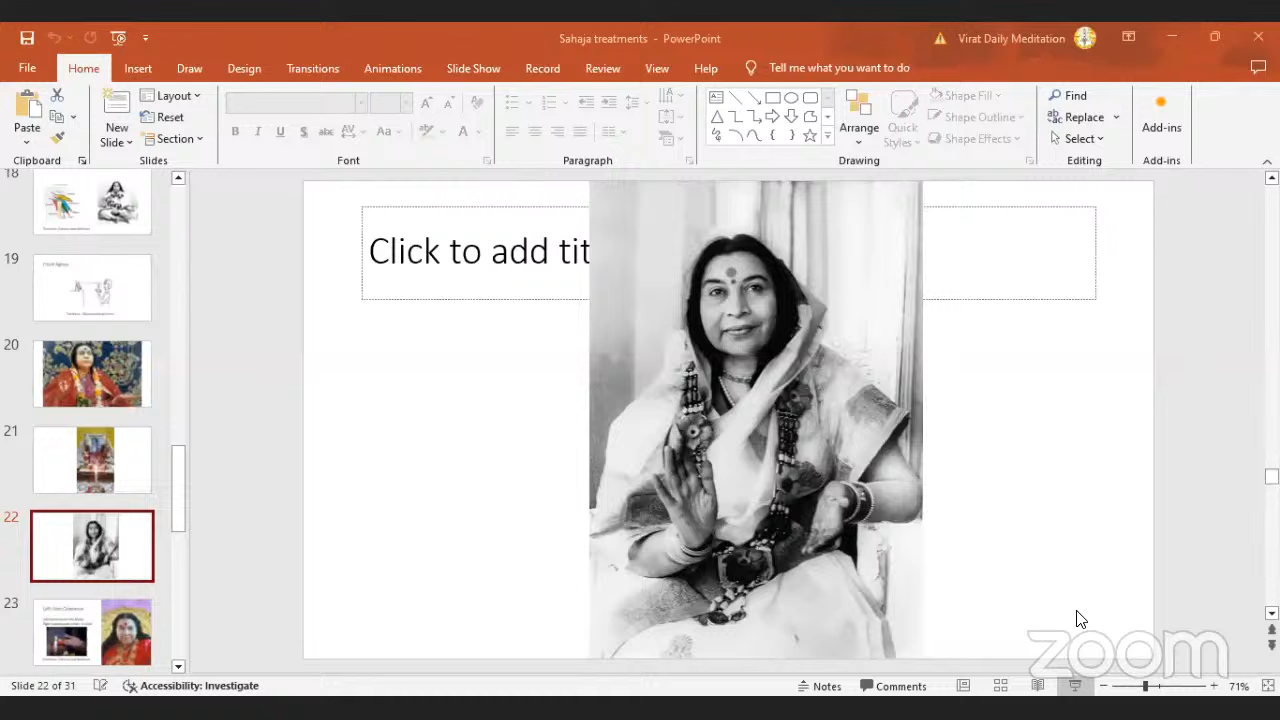 Sahaja treatments - PowerPoint
Virat Daily Meditation
File Home Insert Draw Design Transitions Animations Slide Show Record Review View Help Tell me what you want to do
Paste
Clipboard
New Slide
Layout
Reset
Section
Slides
B I U S abc AV Aa A
Font
Paragraph
Arrange
Quick Styles
Shape Fill
Shape Outline
Shape Effects
Drawing
Find
Replace
Select
Editing
Add-ins
Add-ins
18
19
20
21
22
23
Click to add tit
zoom
Slide 22 of 31 Accessibility: Investigate Notes Comments 71%